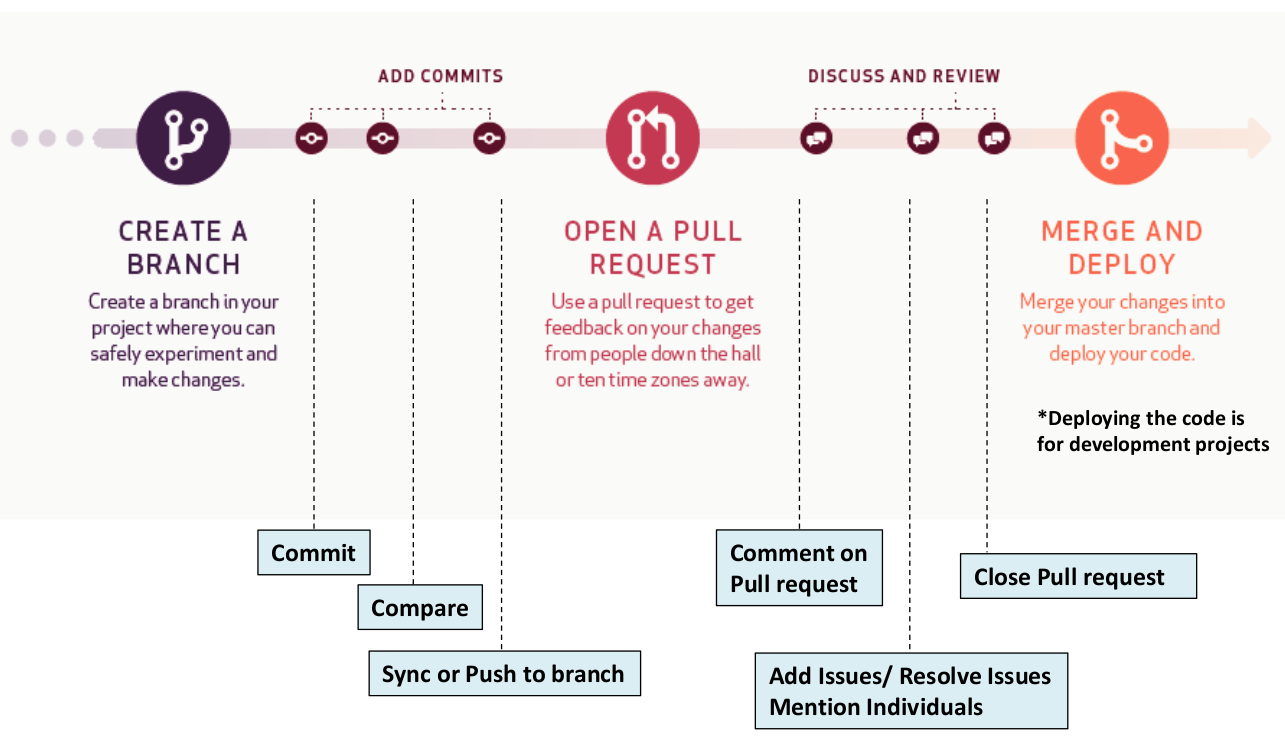 ADD COMMITS
DISCUSS AND REVIEW
CREATE A
BRANCH
Create a branch in your
project where you can
safely experiment and
make changes.
OPEN A PULL
REQUEST
Use a pull request to get
feedback on your changes
from people down the hall
or ten time zones away.
MERGE AND
DEPLOY
Merge your changes into
your master branch and
deploy your code.
*Deploying the code is
for development projects
Commit
Compare
Sync or Push to branch
Comment on
Pull request
Add Issues/ Resolve Issues
Mention Individuals
Close Pull request